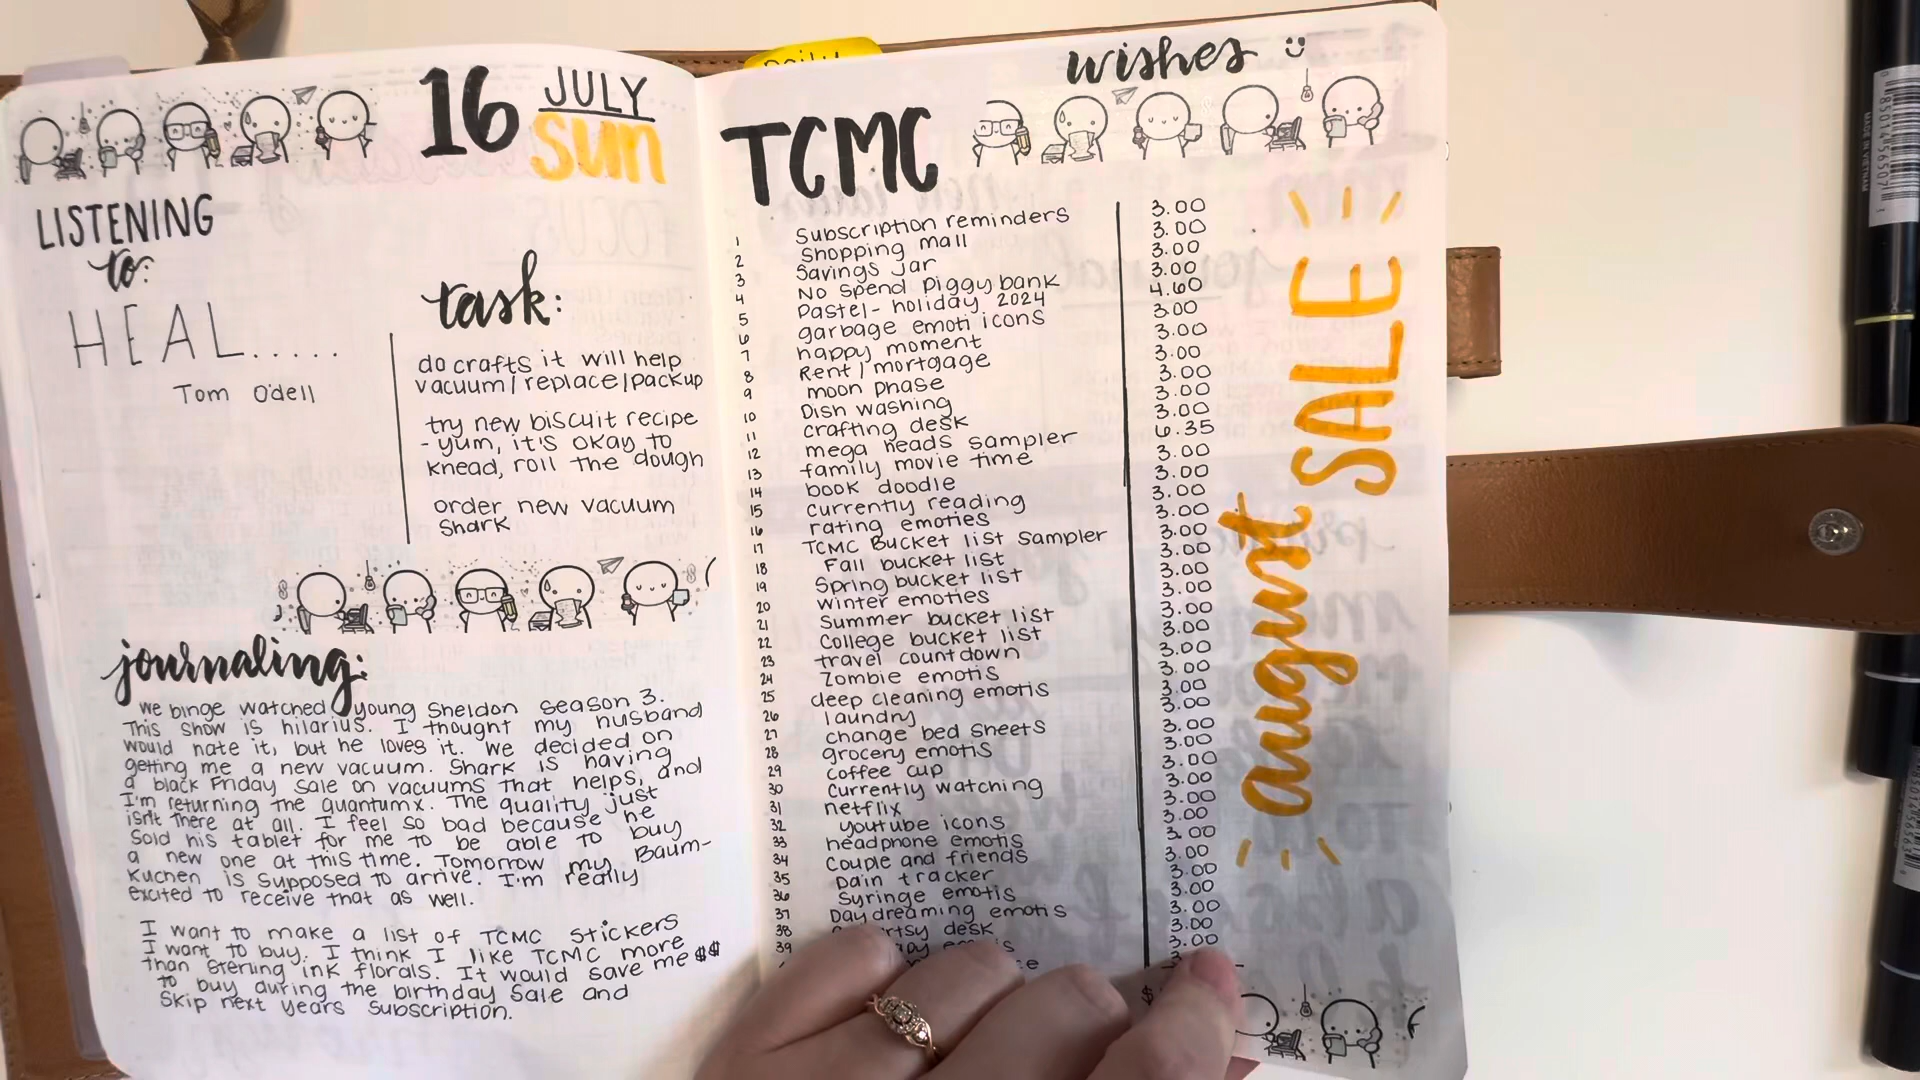 16 JULY
sun
LISTENING
to:
HEAL.....
Tom O'dell
task:
do crafts it will help
vacuum/replace/packup
try new biscuit recipe
- yum, it's okay to
knead, roll the dough
order new vacuum
shark
journaling:
we binge watched young Sheldon season 3.
This show is hilarius. I thought my husband
would hate it, but he loves it. We decided on
getting me a new vacuum. Shark is having
a black Friday sale on vacuums that helps, and
I'm returning the quantumx. The quality just
isn't there at all. I feel so bad because he
sold his tablet for me to be able to buy
a new one at this time. Tomorrow my Baum-
kuchen is supposed to arrive. I'm really
excited to receive that as well.
I want to make a list of TCMC stickers
I want to buy. I think I like TCMC more
than sterling ink florals. It would save me $$
to buy during the birthday sale and
skip next years subscription.
Daily
wishes
TCMC
1 Subscription reminders 3.00
2 Shopping mall 3.00
3 Savings Jar 3.00
4 No spend Piggy bank 3.00
5 Pastel- holiday 2024 4.60
6 garbage emoti icons 3.00
7 happy moment 3.00
8 Rent/mortgage 3.00
9 moon phase 3.00
10 Dish washing 3.00
11 crafting desk 3.00
12 mega heads sampler 6.35
13 family movie time 3.00
14 book doodle 3.00
15 currently reading 3.00
16 rating emoties 3.00
17 TCMC Bucket list sampler 3.00
18 Fall bucket list 3.00
19 Spring bucket list 3.00
20 winter emoties 3.00
21 Summer bucket list 3.00
22 College bucket list 3.00
23 travel countdown 3.00
24 Zombie emotis 3.00
25 deep cleaning emotis 3.00
26 laundry 3.00
27 change bed sheets 3.00
28 grocery emotis 3.00
29 coffee cup 3.00
30 Currently watching 3.00
31 netflix 3.00
32 youtube icons 3.00
33 headphone emotis 3.00
34 Couple and friends 3.00
35 pain tracker 3.00
36 Syringe emotis 3.00
37 Day dreaming emotis 3.00
38 desk 3.00
39 3.00
$
august SALE
MADE IN VIETNAM